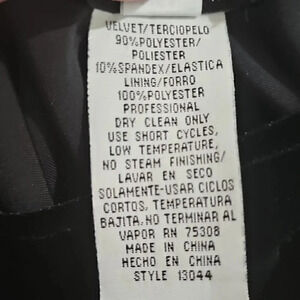 VELVET/TERCIOPELO
90% POLYESTER/
POLIESTER
10% SPANDEX/ELASTICA
LINING/FORRO
100% POLYESTER
PROFESSIONAL
DRY CLEAN ONLY
USE SHORT CYCLES,
LOW TEMPERATURE,
NO STEAM FINISHING/
LAVAR EN SECO
SOLAMENTE-USAR CICLOS
CORTOS, TEMPERATURA
BAJITA. NO TERMINAR AL
VAPOR RN 75308
MADE IN CHINA
HECHO EN CHINA
STYLE 13044